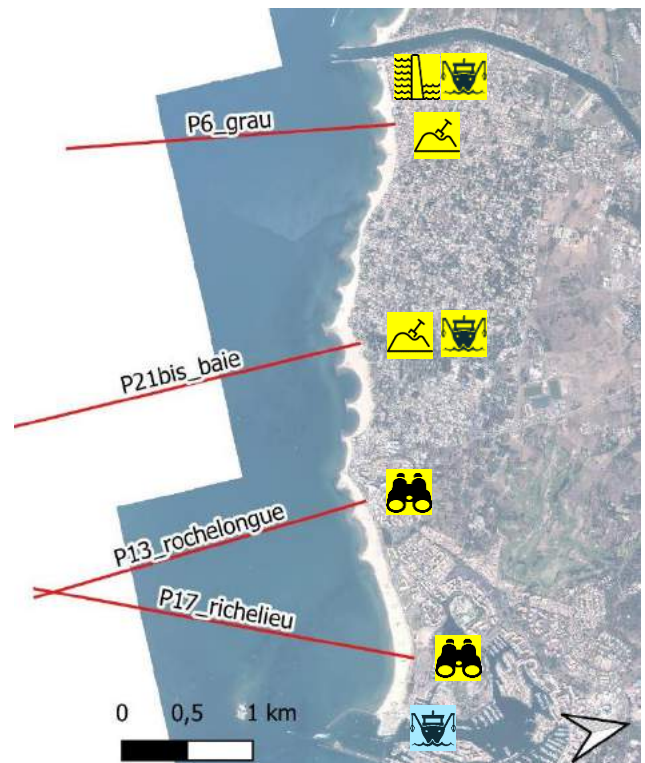 P6_grau
P21bis_baie
P13_rochelongue
P17_richelieu
0 0,5 1 km